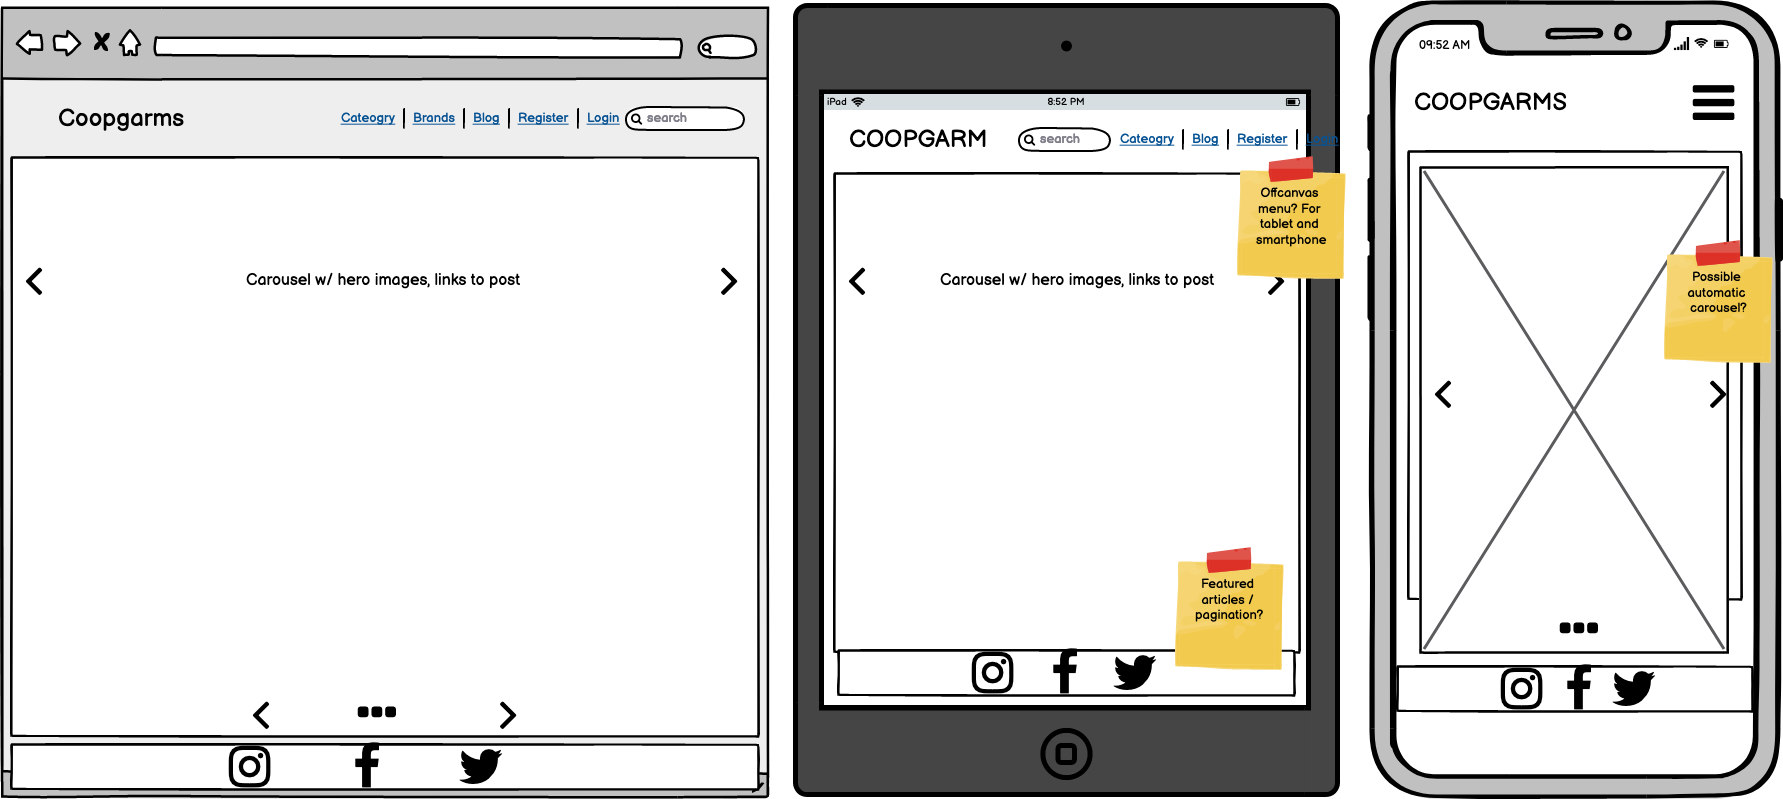 Coopgarms
Cateogry Brands Blog Register Login search
Carousel w/ hero images, links to post
iPad 8:52 PM
COOPGARM search Cateogry Blog Register Login
Offcanvas
menu? For
tablet and
smartphone
Carousel w/ hero images, links to post
Featured
articles /
pagination?
09:52 AM
COOPGARMS
Possible
automatic
carousel?